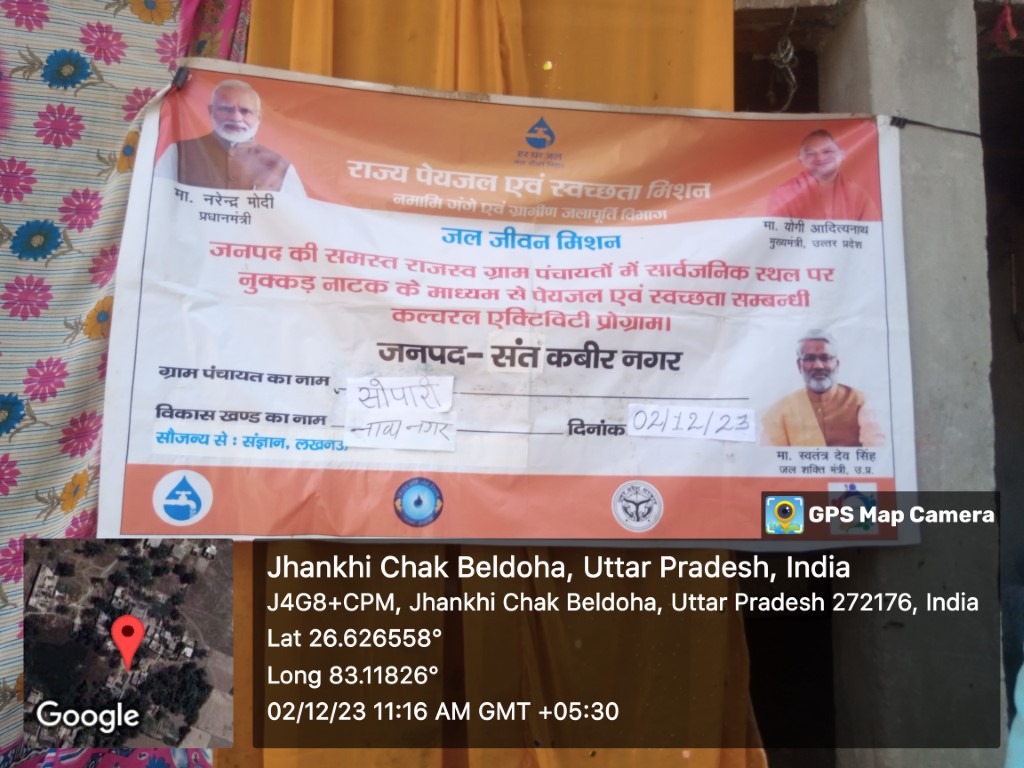 हर घर जल
जल जीवन मिशन
राज्य पेयजल एवं स्वच्छता मिशन
नमामि गंगे एवं ग्रामीण जलापूर्ति विभाग
मा. नरेन्द्र मोदी
प्रधानमंत्री
मा. योगी आदित्यनाथ
मुख्यमंत्री, उत्तर प्रदेश
जल जीवन मिशन
जनपद की समस्त राजस्व ग्राम पंचायतों में सार्वजनिक स्थल पर
नुक्कड़ नाटक के माध्यम से पेयजल एवं स्वच्छता सम्बन्धी
कल्चरल एक्टिविटी प्रोग्राम।
जनपद- संत कबीर नगर
ग्राम पंचायत का नाम सोपारी
विकास खण्ड का नाम नाथनगर दिनांक 02/12/23
सौजन्य से : संज्ञान, लखनऊ
मा. स्वतंत्र देव सिंह
जल शक्ति मंत्री, उ.प्र.
GPS Map Camera
Jhankhi Chak Beldoha, Uttar Pradesh, India
J4G8+CPM, Jhankhi Chak Beldoha, Uttar Pradesh 272176, India
Lat 26.626558°
Long 83.11826°
02/12/23 11:16 AM GMT +05:30
Google